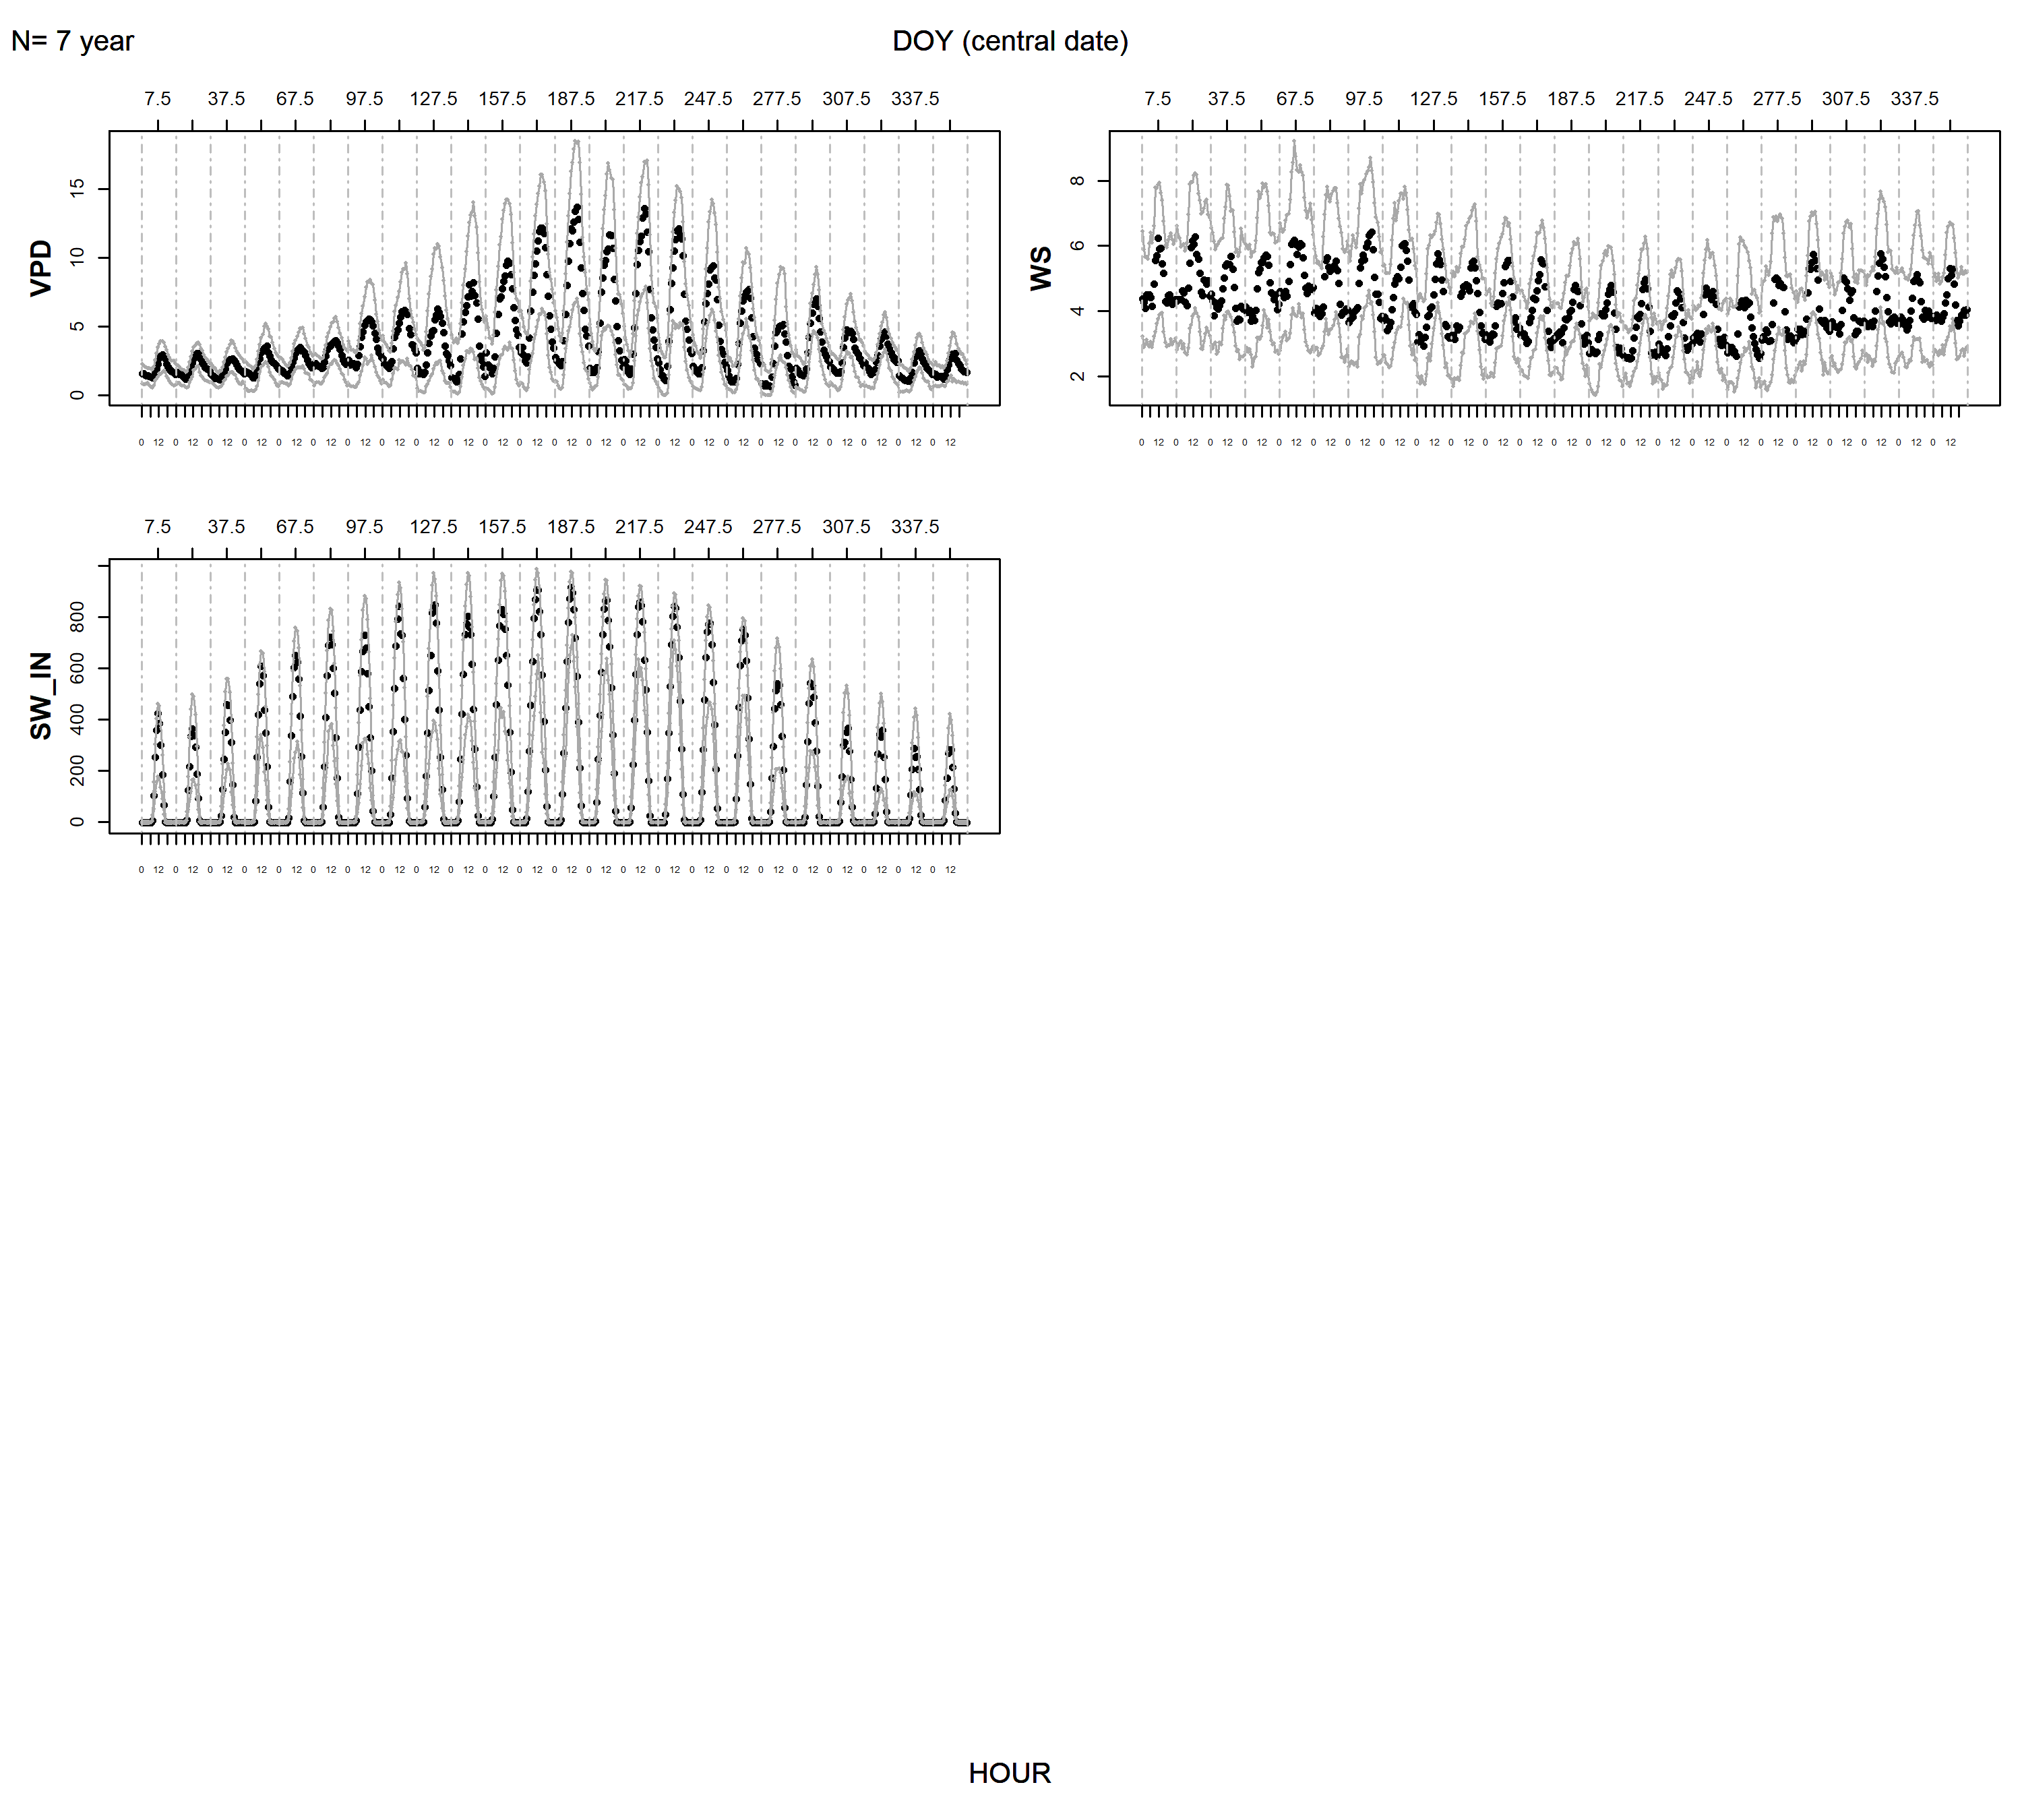 N= 7 year
DOY (central date)
7.5 37.5 67.5 97.5 127.5 157.5 187.5 217.5 247.5 277.5 307.5 337.5
VPD
0 5 10 15
0 12 0 12 0 12 0 12 0 12 0 12 0 12 0 12 0 12 0 12 0 12 0 12 0 12 0 12 0 12 0 12 0 12 0 12 0 12 0 12 0 12 0 12 0 12 0 12
7.5 37.5 67.5 97.5 127.5 157.5 187.5 217.5 247.5 277.5 307.5 337.5
WS
2 4 6 8
0 12 0 12 0 12 0 12 0 12 0 12 0 12 0 12 0 12 0 12 0 12 0 12 0 12 0 12 0 12 0 12 0 12 0 12 0 12 0 12 0 12 0 12 0 12 0 12
7.5 37.5 67.5 97.5 127.5 157.5 187.5 217.5 247.5 277.5 307.5 337.5
SW_IN
0 200 400 600 800
0 12 0 12 0 12 0 12 0 12 0 12 0 12 0 12 0 12 0 12 0 12 0 12 0 12 0 12 0 12 0 12 0 12 0 12 0 12 0 12 0 12 0 12 0 12 0 12
HOUR